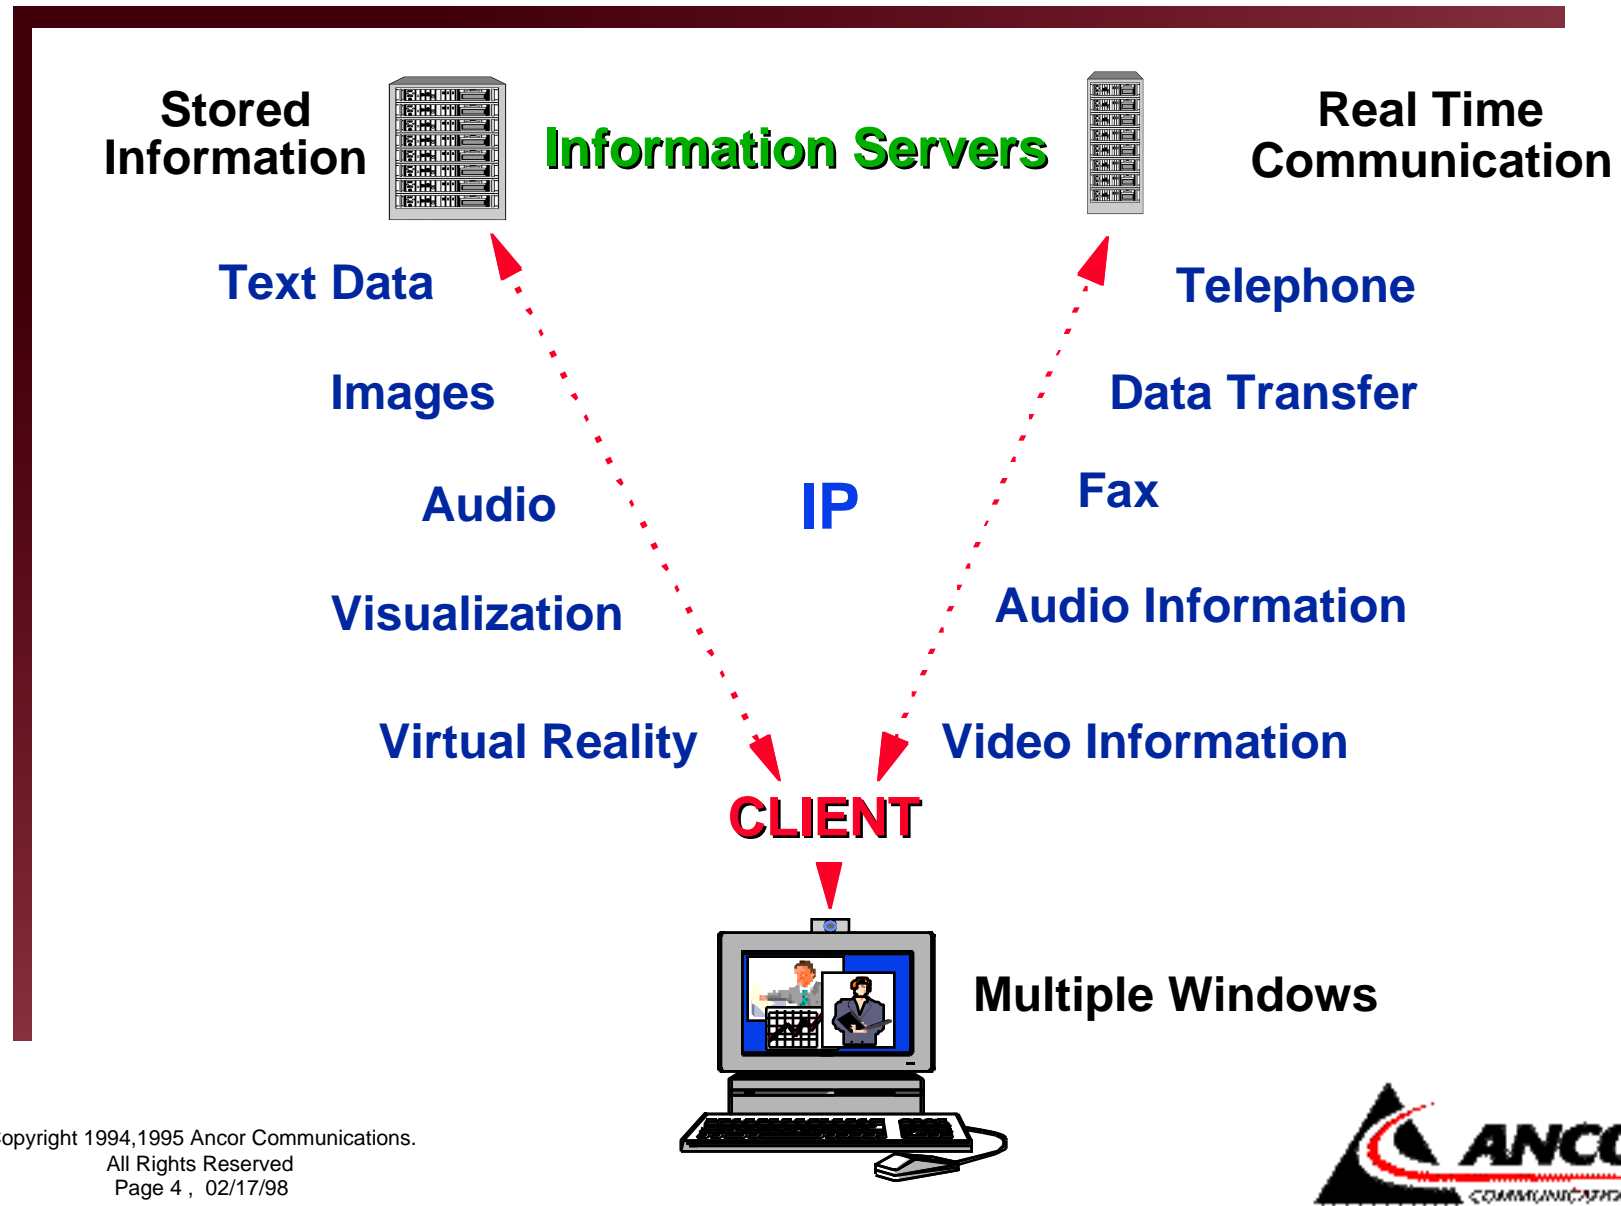 Stored
Information
Information Servers
Real Time
Communication
Text Data
Telephone
Images
Data Transfer
Audio
IP
Fax
Visualization
Audio Information
Virtual Reality
Video Information
CLIENT
Multiple Windows
opyright 1994,1995 Ancor Communications.
All Rights Reserved
Page 4 , 02/17/98
ANCO
COMMUNICATIO